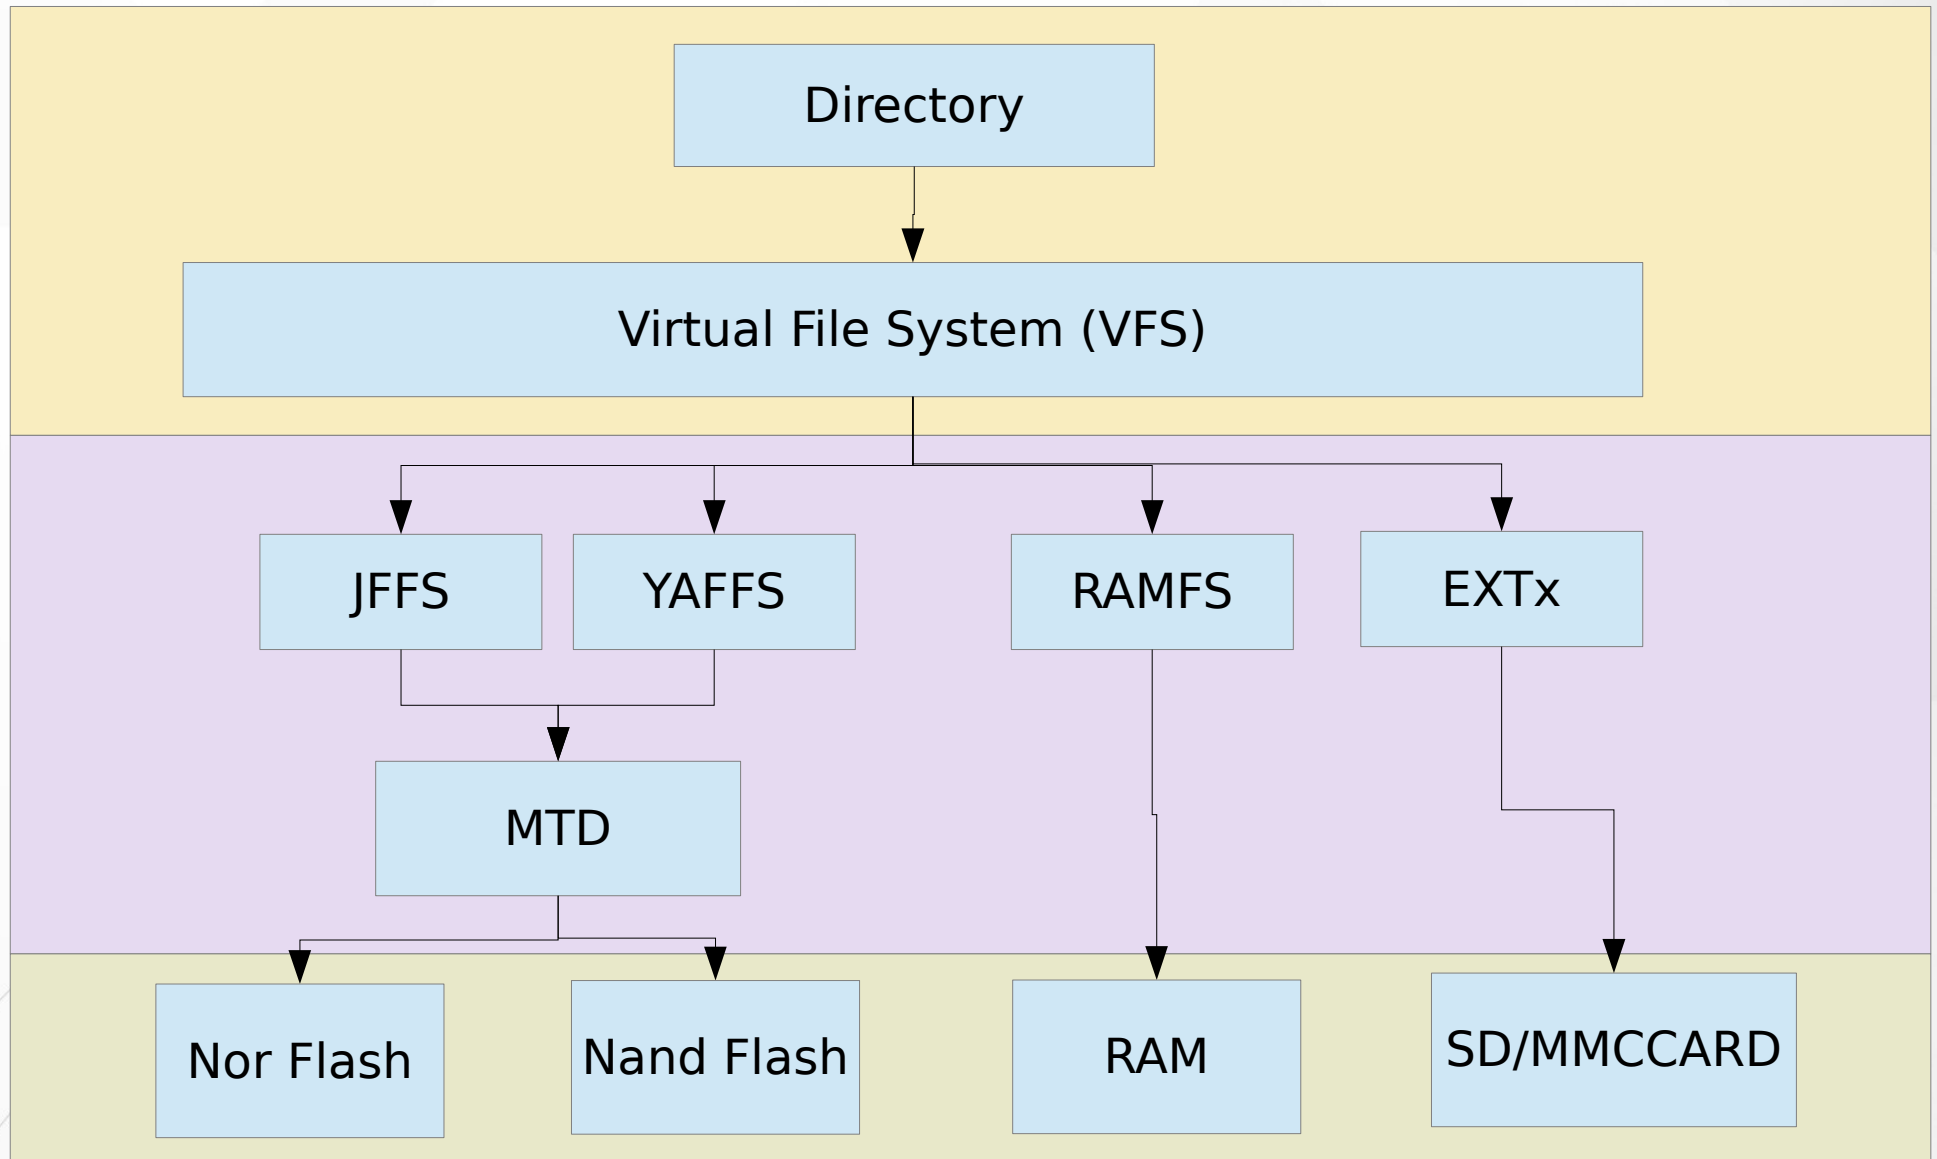 Directory
Virtual File System (VFS)
JFFS
YAFFS
RAMFS
EXTx
MTD
Nor Flash
Nand Flash
RAM
SD/MMCCARD